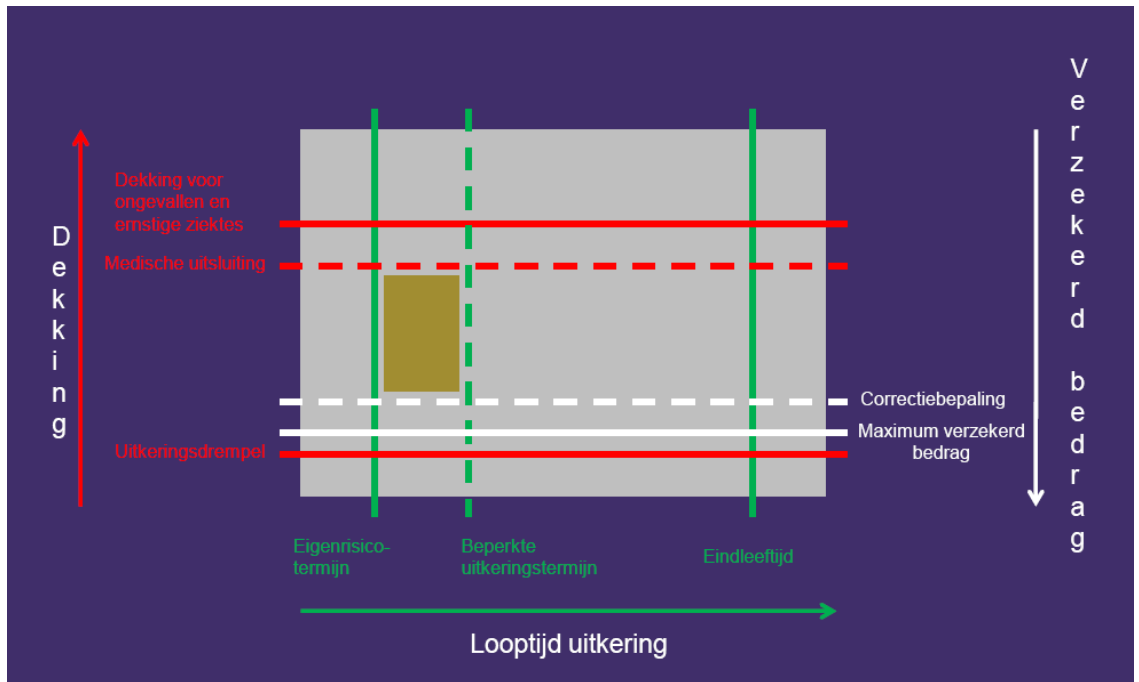 Dekking
Dekking voor
ongevallen en
ernstige ziektes
Medische uitsluiting
Uitkeringsdrempel
Correctiebepaling
Maximum verzekerd
bedrag
Verzekerd bedrag
Eigenrisico-
termijn
Beperkte
uitkeringstermijn
Eindleeftijd
Looptijd uitkering